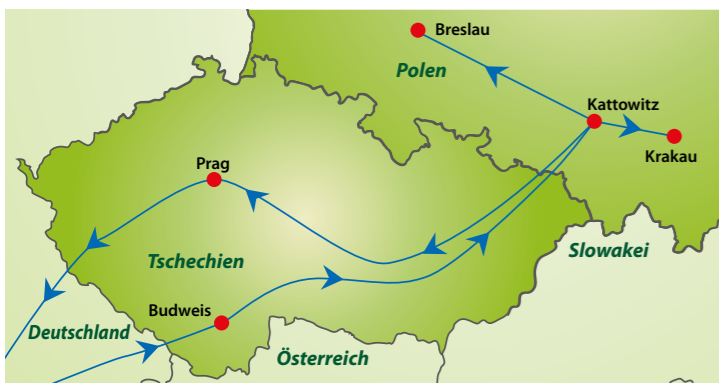 Breslau
Polen
Kattowitz
Krakau
Prag
Tschechien
Slowakei
Budweis
Deutschland
Österreich